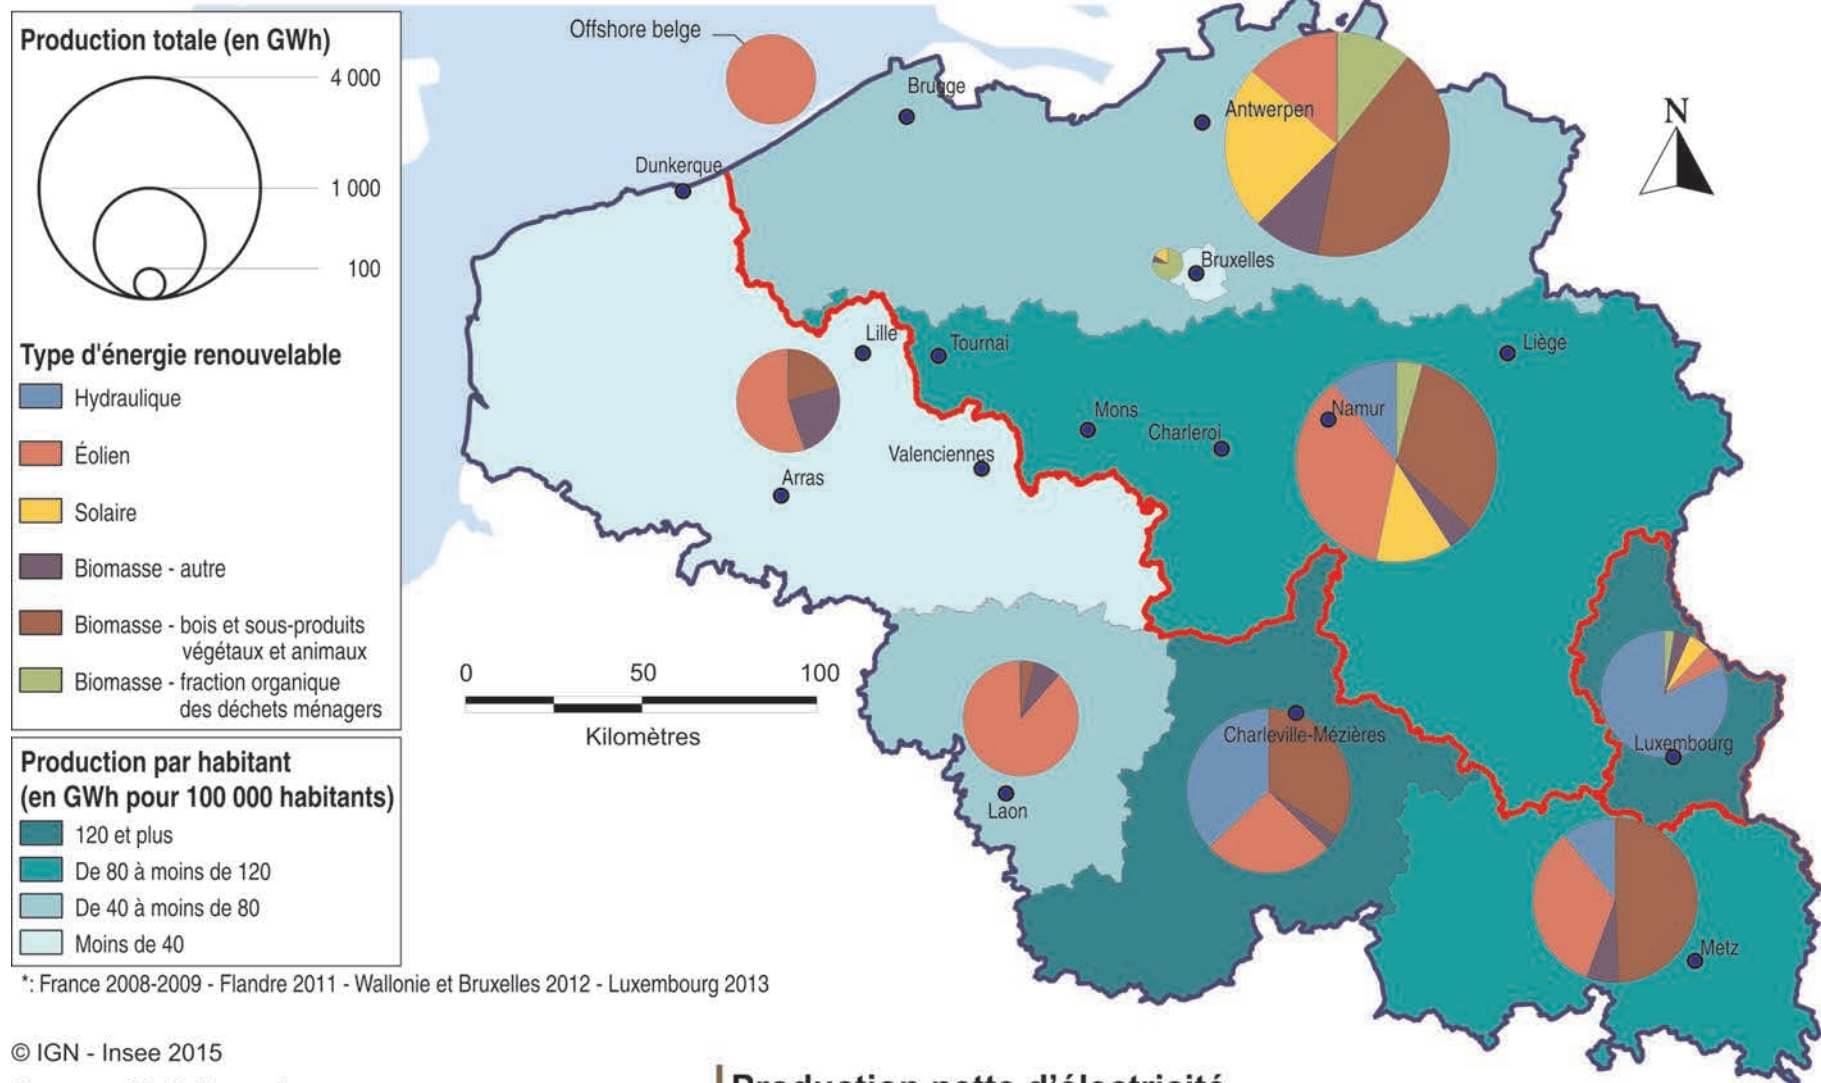 Production totale (en GWh)
4 000
1 000
100
Type d'énergie renouvelable
Hydraulique
Éolien
Solaire
Biomasse - autre
Biomasse - bois et sous-produits
végétaux et animaux
Biomasse - fraction organique
des déchets ménagers
Production par habitant
(en GWh pour 100 000 habitants)
120 et plus
De 80 à moins de 120
De 40 à moins de 80
Moins de 40
*: France 2008-2009 - Flandre 2011 - Wallonie et Bruxelles 2012 - Luxembourg 2013
© IGN - Insee 2015
Offshore belge
Brugge
Antwerpen
N
Dunkerque
Bruxelles
Lille
Tournai
Liège
Mons
Namur
Charleroi
Valenciennes
Arras
0 50 100
Kilomètres
Charleville-Mézières
Luxembourg
Laon
Metz
Production nette d'électricité